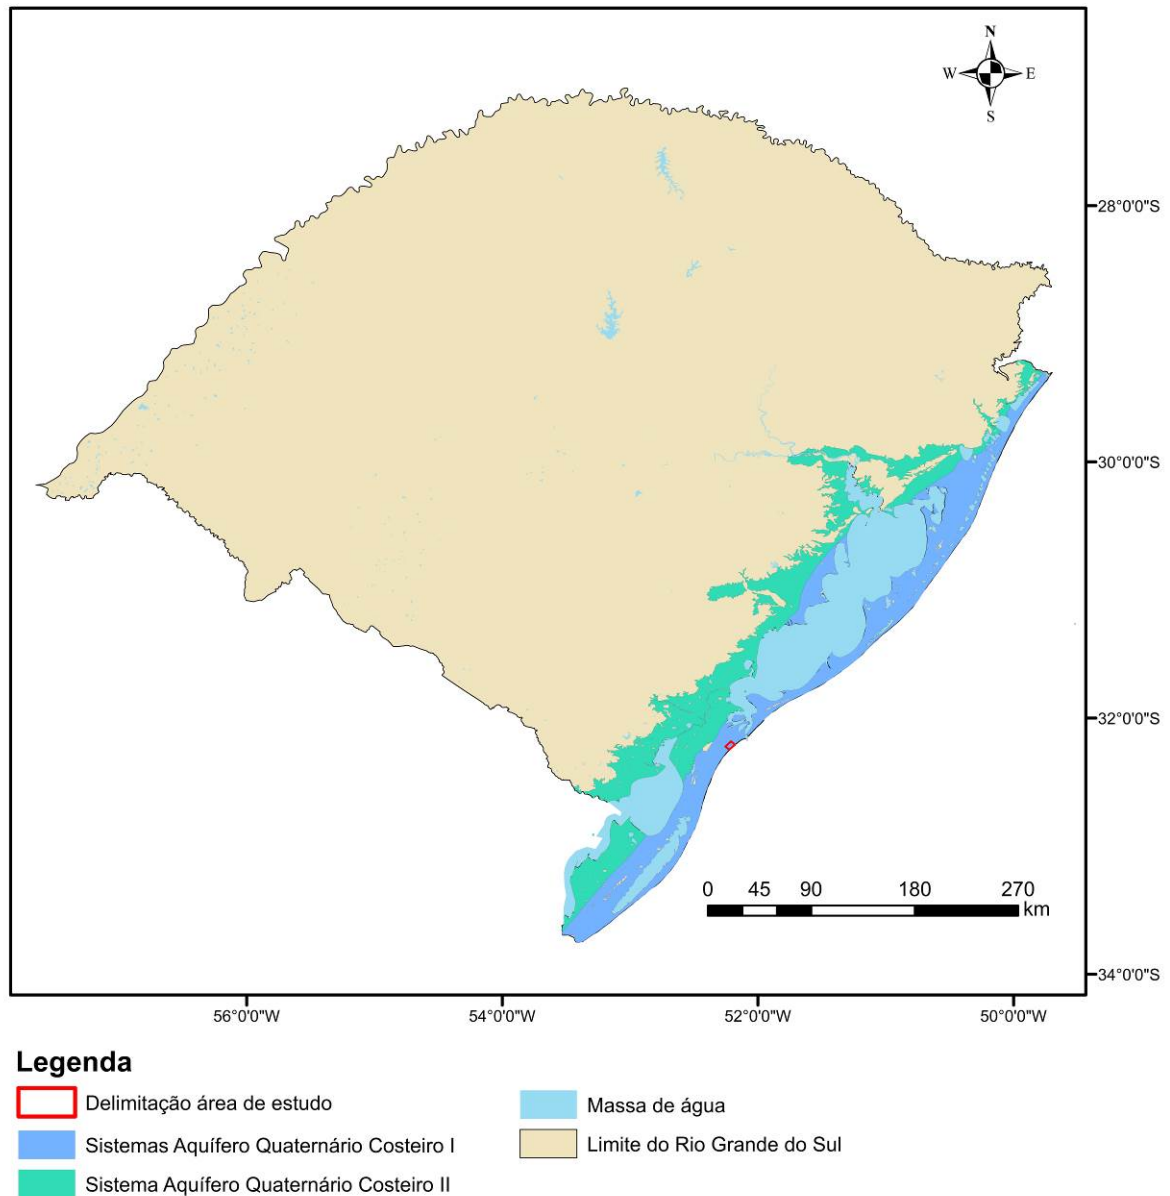 N
W E
S
28°0'0"S
30°0'0"S
32°0'0"S
0 45 90 180 270
km
34°0'0"S
56°0'0"W 54°0'0"W 52°0'0"W 50°0'0"W
Legenda
Delimitação área de estudo
Massa de água
Sistemas Aquífero Quaternário Costeiro I
Limite do Rio Grande do Sul
Sistema Aquífero Quaternário Costeiro II